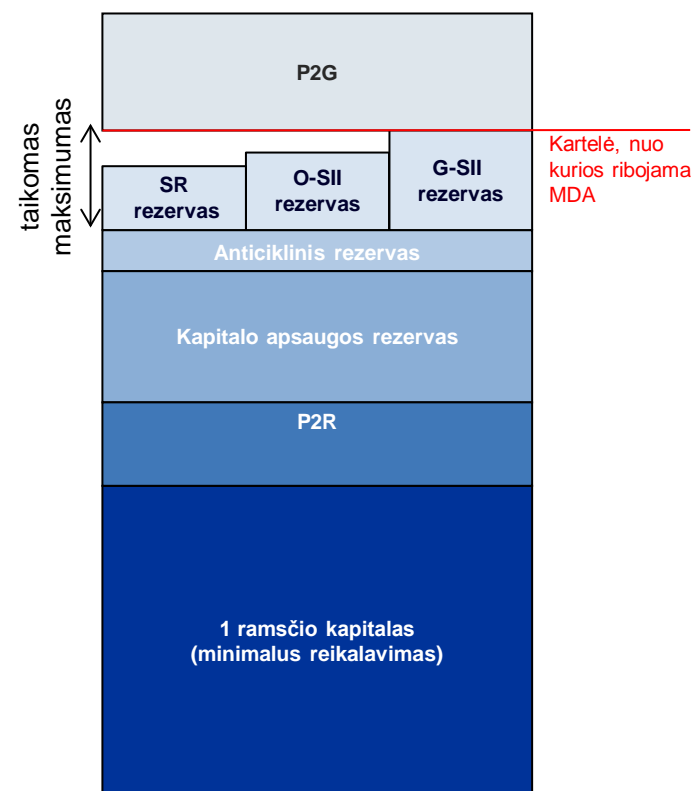 P2G
taikomas
maksimumas
Kartelė, nuo
kurios ribojama
MDA
SR
rezervas
O-SII
rezervas
G-SII
rezervas
Anticiklinis rezervas
Kapitalo apsaugos rezervas
P2R
1 ramsčio kapitalas
(minimalus reikalavimas)